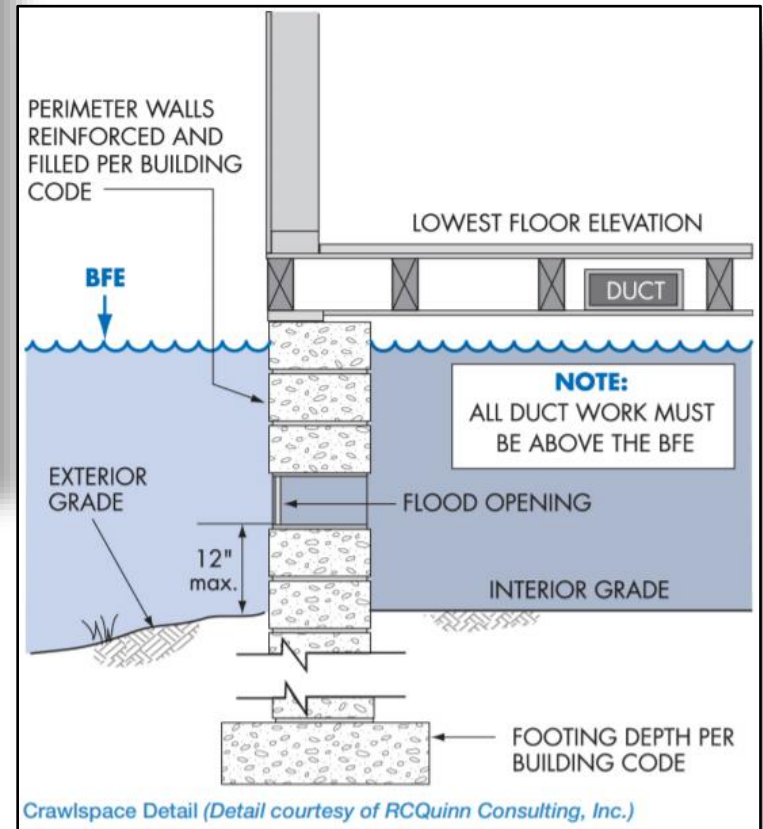 PERIMETER WALLS
REINFORCED AND
FILLED PER BUILDING
CODE
LOWEST FLOOR ELEVATION
BFE
DUCT
NOTE:
ALL DUCT WORK MUST
BE ABOVE THE BFE
EXTERIOR
GRADE
FLOOD OPENING
12"
max.
INTERIOR GRADE
FOOTING DEPTH PER
BUILDING CODE
Crawlspace Detail (Detail courtesy of RCQuinn Consulting, Inc.)